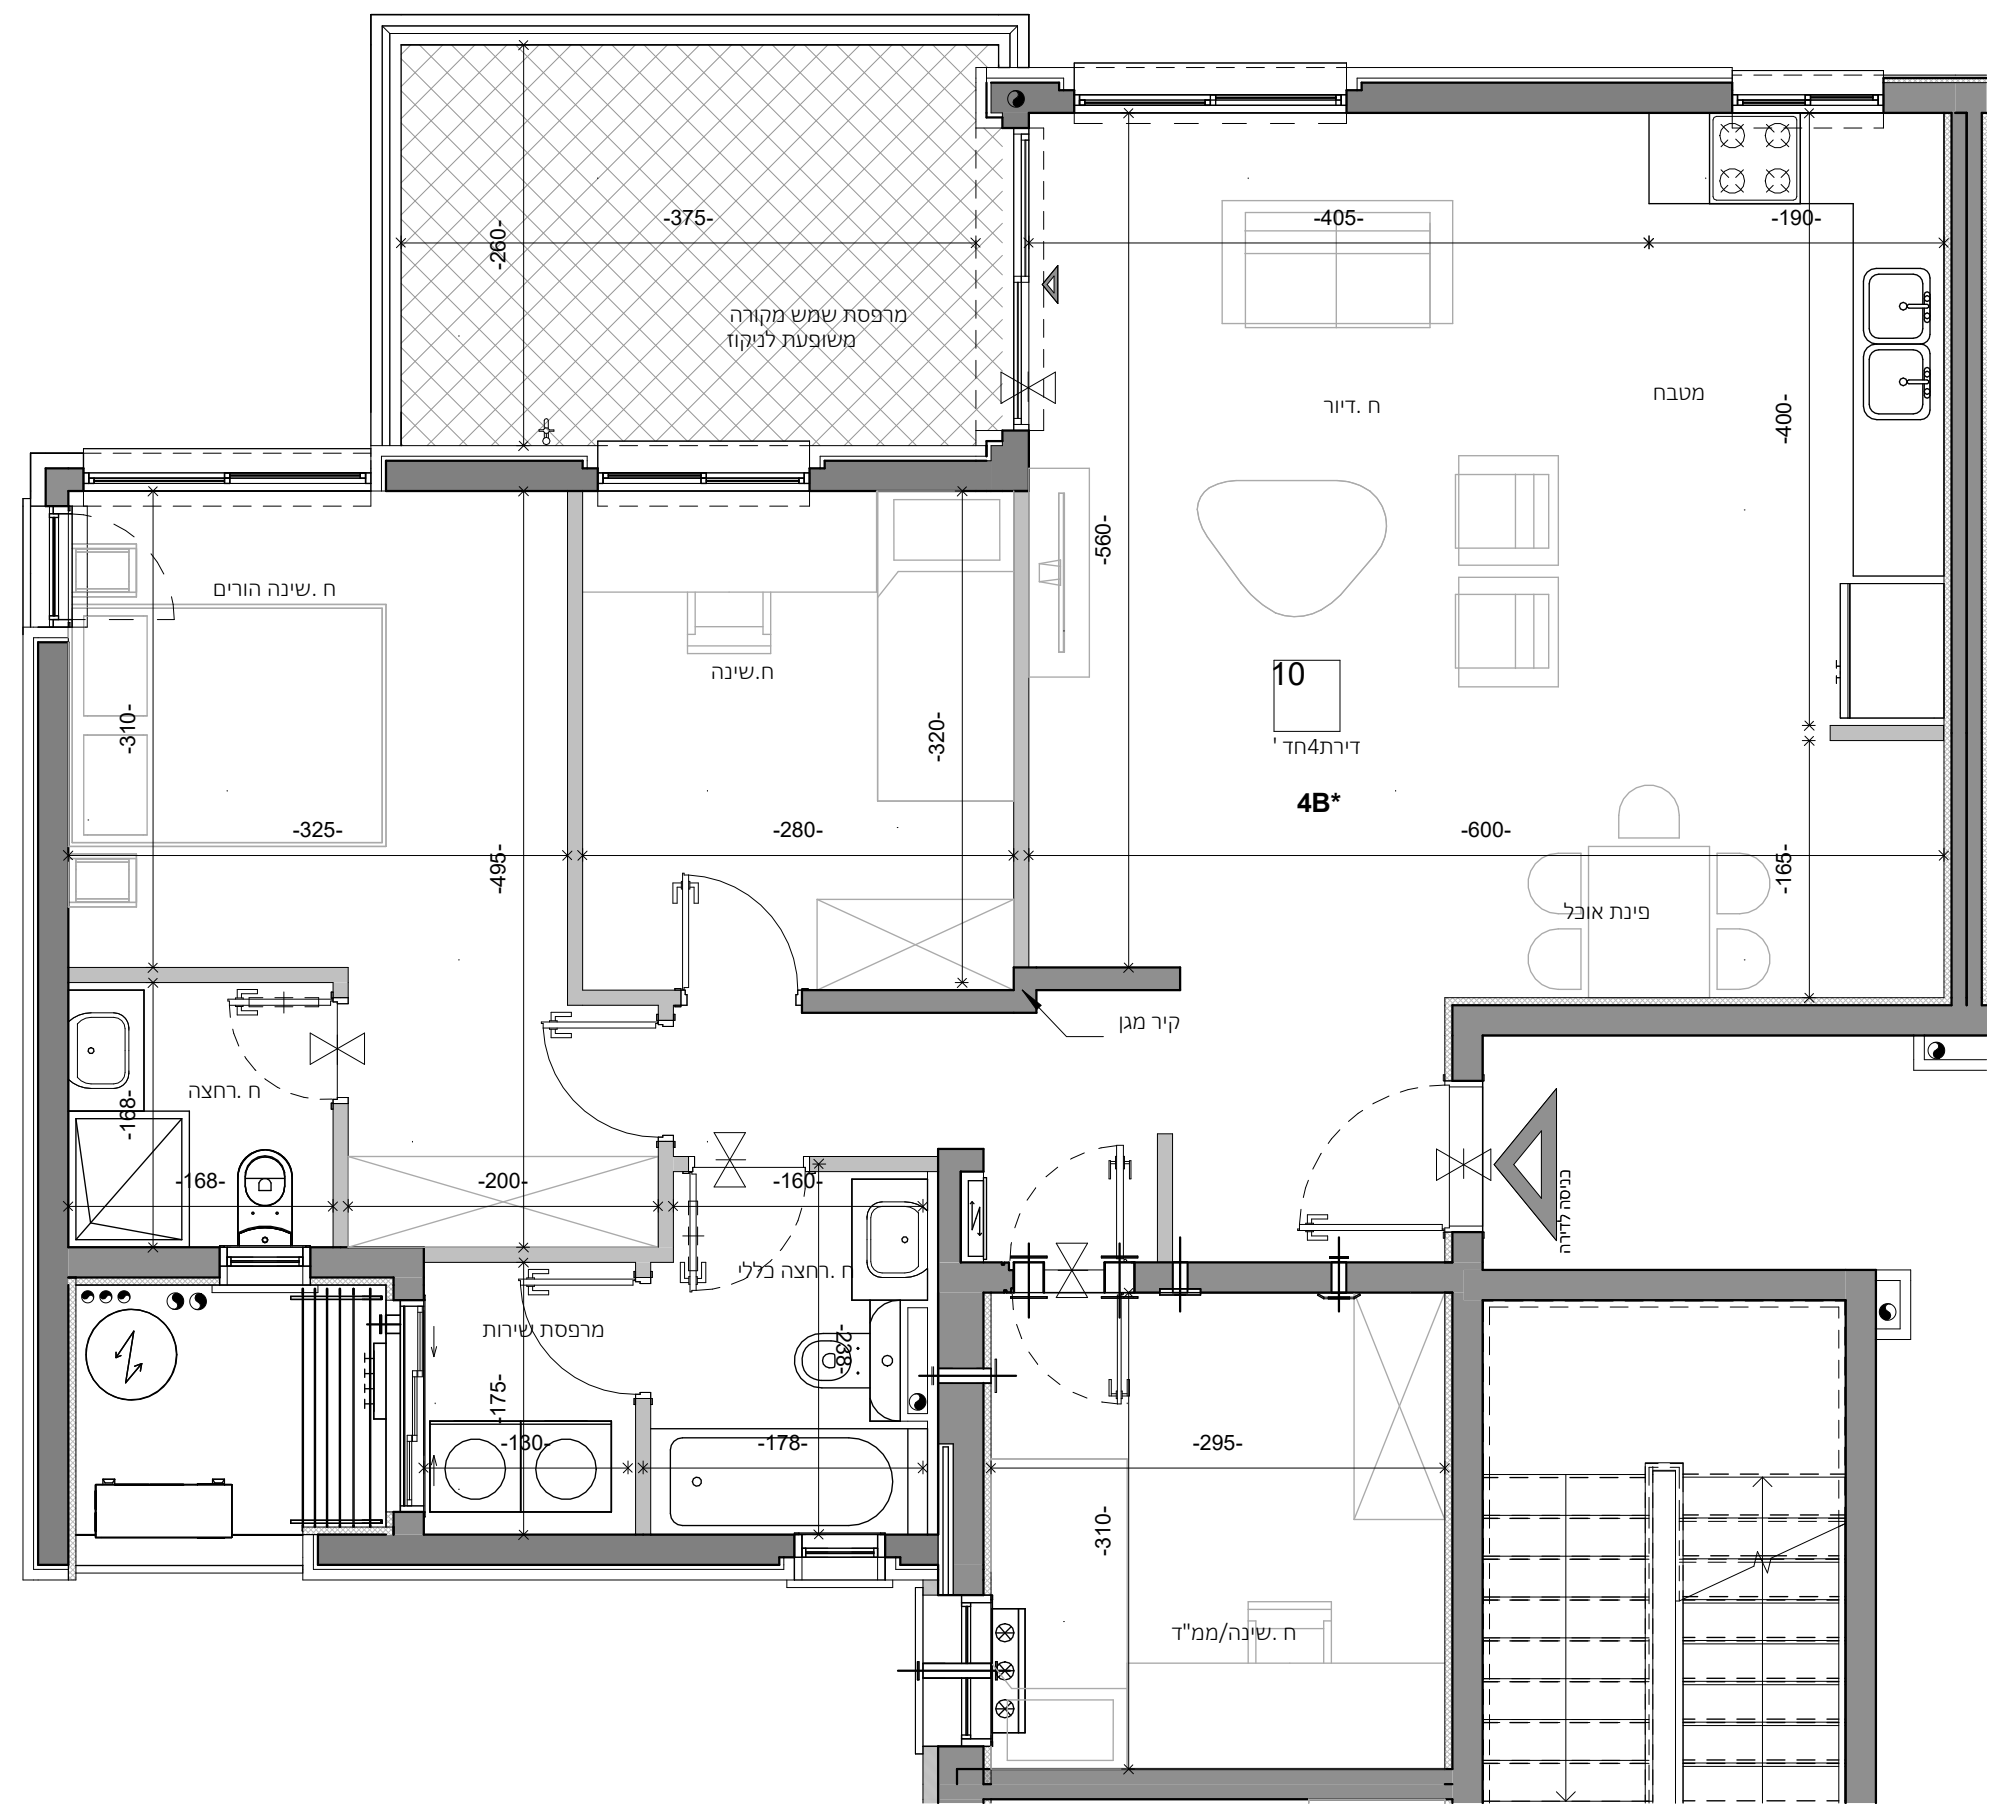 -375-
-405-
-190-
-260-
מרפסת שמש מקורה
משופעת לניקוז
ח .דיור
מטבח
-400-
-560-
ח .שינה הורים
ח.שינה
10
דירת4חד '
4B*
-310-
-320-
-325-
-280-
-600-
-495-
-165-
פינת אוכל
קיר מגן
ח .רחצה
-168-
-168-
-200-
-160-
כניסה לדירה
ח .רחצה כללי
מרפסת שירות
-238-
-175-
-130-
-178-
-295-
-310-
ח .שינה/ממ"ד